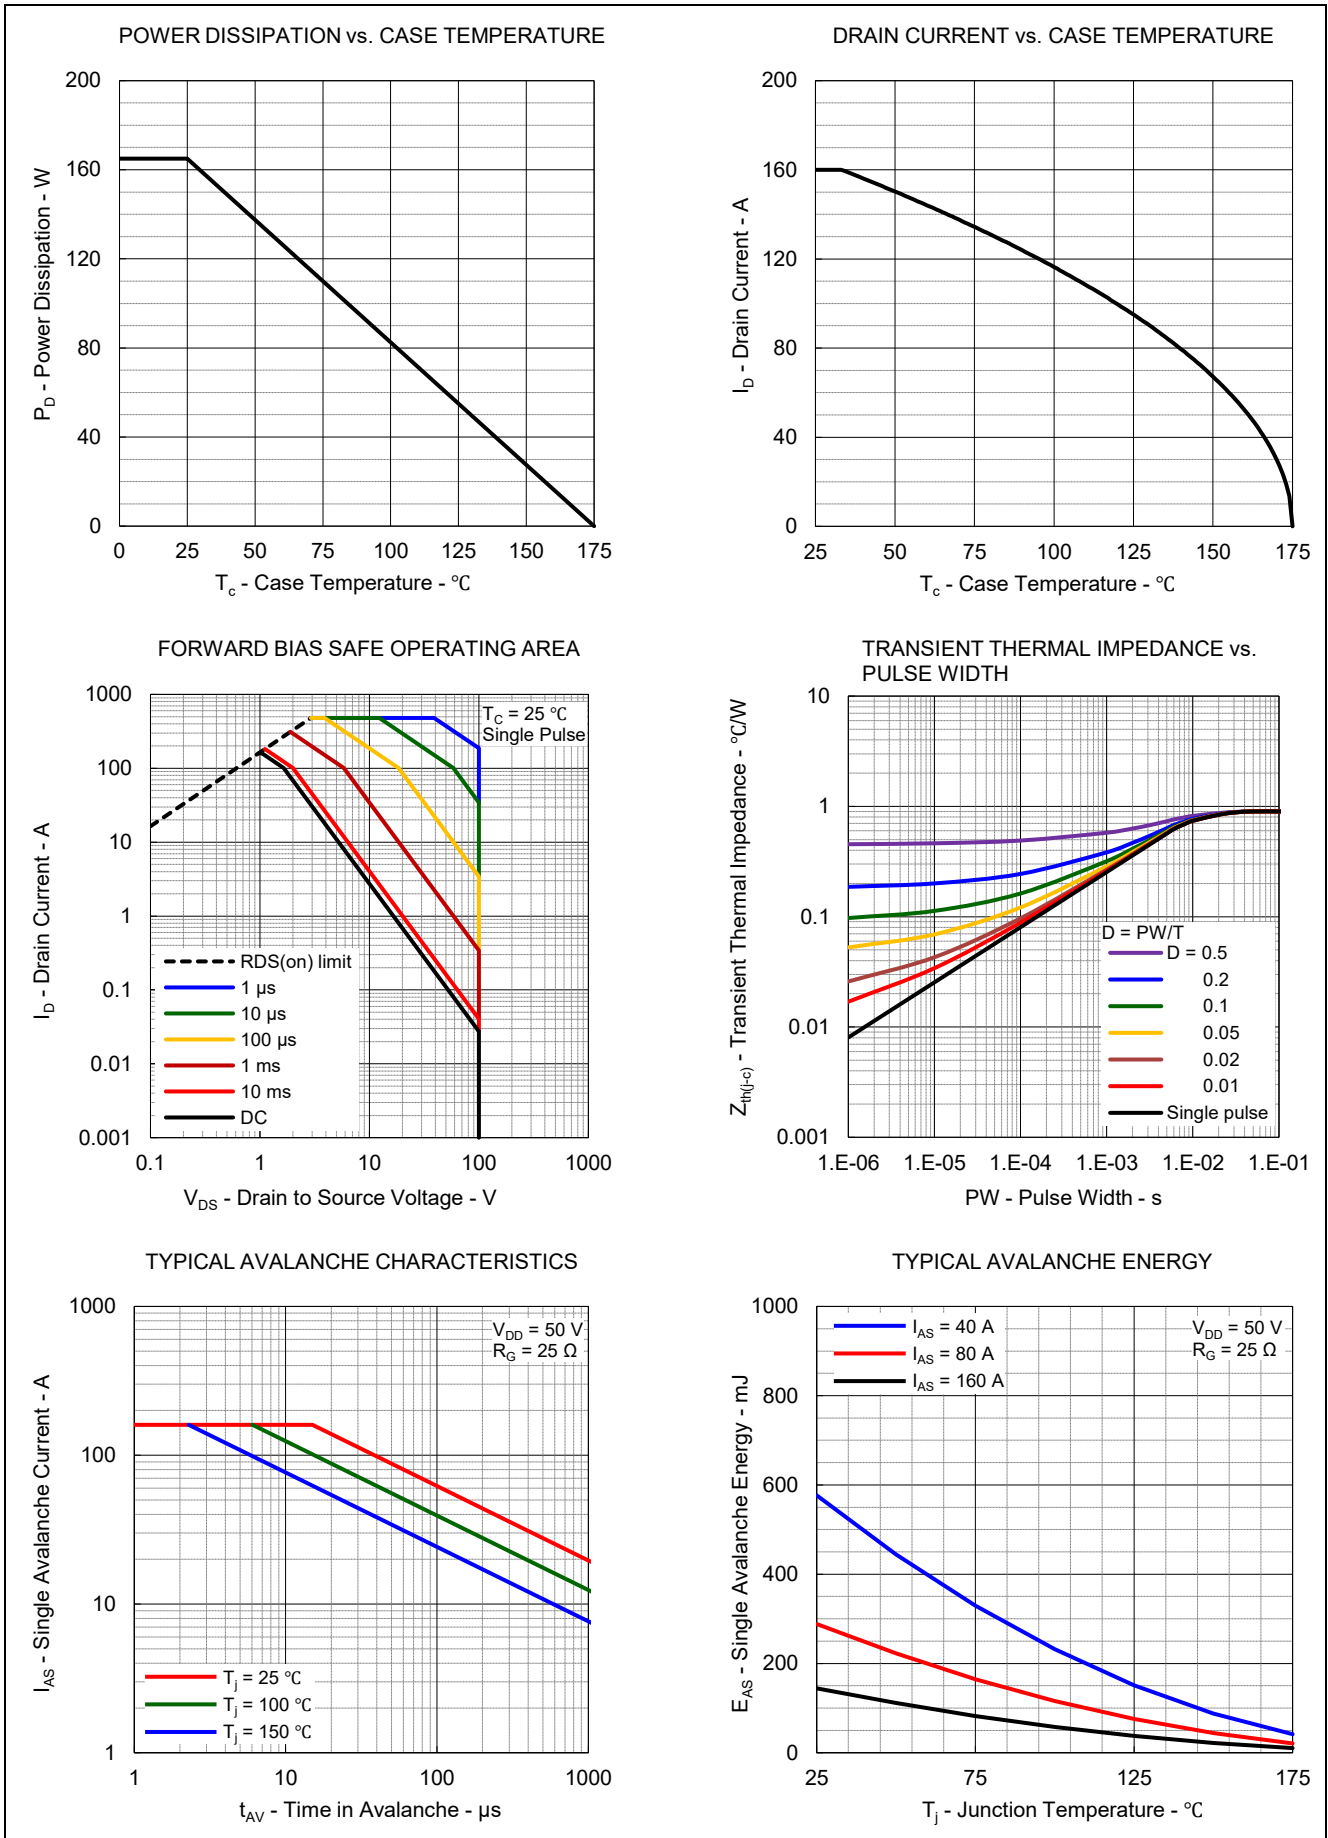 POWER DISSIPATION vs. CASE TEMPERATURE
P_D - Power Dissipation - W
200
160
120
80
40
0
0 25 50 75 100 125 150 175
T_c - Case Temperature - ℃
DRAIN CURRENT vs. CASE TEMPERATURE
I_D - Drain Current - A
200
160
120
80
40
0
25 50 75 100 125 150 175
T_c - Case Temperature - ℃
FORWARD BIAS SAFE OPERATING AREA
I_D - Drain Current - A
1000
100
10
1
0.1
0.01
0.001
T_C = 25 ℃
Single Pulse
RDS(on) limit
1 µs
10 µs
100 µs
1 ms
10 ms
DC
0.1 1 10 100 1000
V_DS - Drain to Source Voltage - V
TRANSIENT THERMAL IMPEDANCE vs.
PULSE WIDTH
Z_th(j-c) - Transient Thermal Impedance - ℃/W
10
1
0.1
0.01
0.001
D = PW/T
D = 0.5
0.2
0.1
0.05
0.02
0.01
Single pulse
1.E-06 1.E-05 1.E-04 1.E-03 1.E-02 1.E-01
PW - Pulse Width - s
TYPICAL AVALANCHE CHARACTERISTICS
I_AS - Single Avalanche Current - A
1000
100
10
1
V_DD = 50 V
R_G = 25 Ω
T_j = 25 ℃
T_j = 100 ℃
T_j = 150 ℃
1 10 100 1000
t_AV - Time in Avalanche - µs
TYPICAL AVALANCHE ENERGY
E_AS - Single Avalanche Energy - mJ
1000
800
600
400
200
0
I_AS = 40 A
I_AS = 80 A
I_AS = 160 A
V_DD = 50 V
R_G = 25 Ω
25 75 125 175
T_j - Junction Temperature - ℃